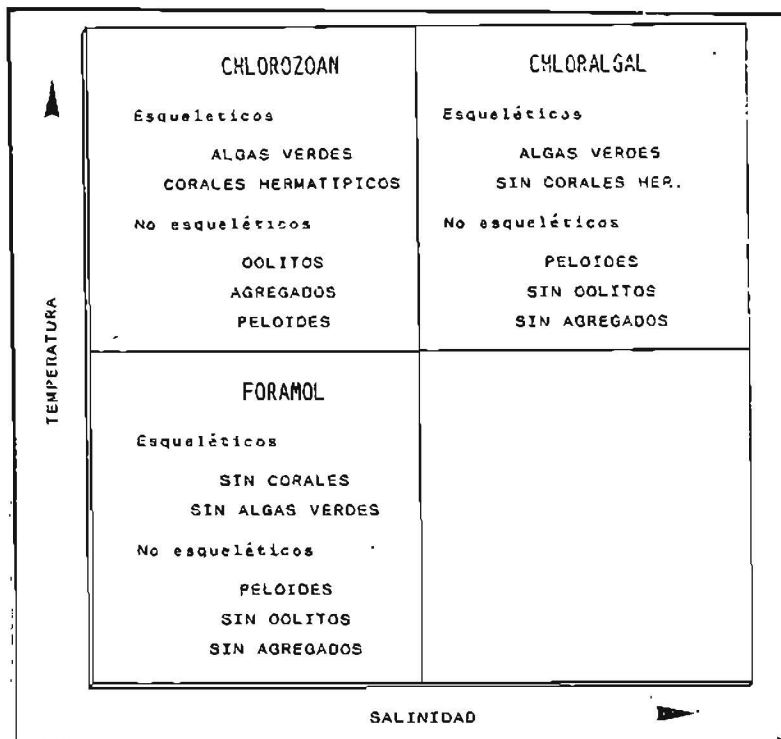 CHLOROZOAN
Esqueleticos
ALGAS VERDES
CORALES HERMATIPICOS
No esqueléticos
OOLITOS
AGREGADOS
PELOIDES
CHLORALGAL
Esqueléticos
ALGAS VERDES
SIN CORALES HER.
No esqueléticos
PELOIDES
SIN OOLITOS
SIN AGREGADOS
FORAMOL
Esqueléticos
SIN CORALES
SIN ALGAS VERDES
No esqueléticos
PELOIDES
SIN OOLITOS
SIN AGREGADOS
TEMPERATURA
SALINIDAD